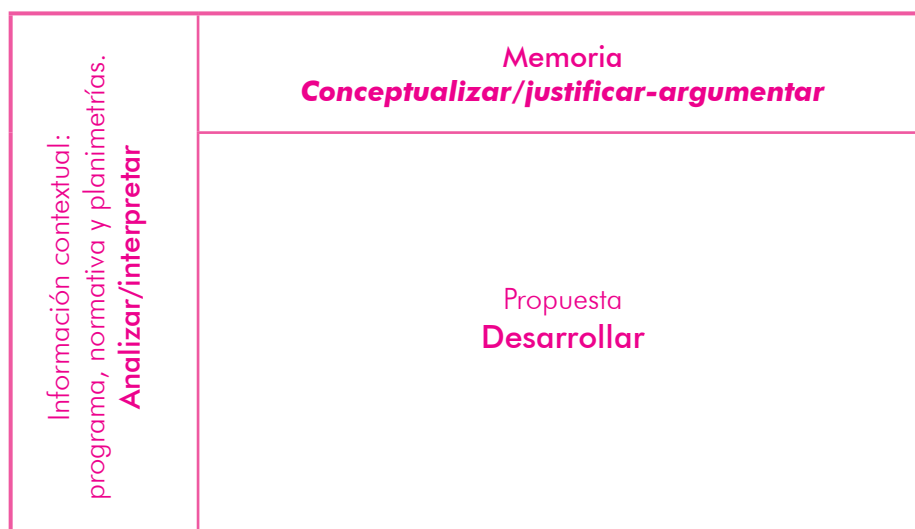 Información contextual:
programa, normativa y planimetrías.
Analizar/interpretar
Memoria
Conceptualizar/justificar-argumentar
Propuesta
Desarrollar